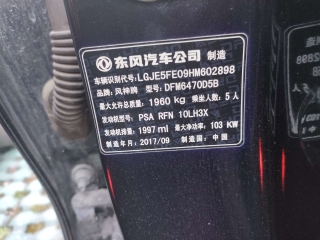 东风汽车公司 制造
车辆识别代号: LGJE5FE09HM602898
品牌: 风神牌 型号: DFM6470D5B
最大允许总质量: 1960 kg 乘坐人数: 5 人
发动机型号: PSA RFN 10LH3X
发动机排量: 1997 ml 最大净功率: 103 KW
制造年月: 2017/09 制造国: 中国